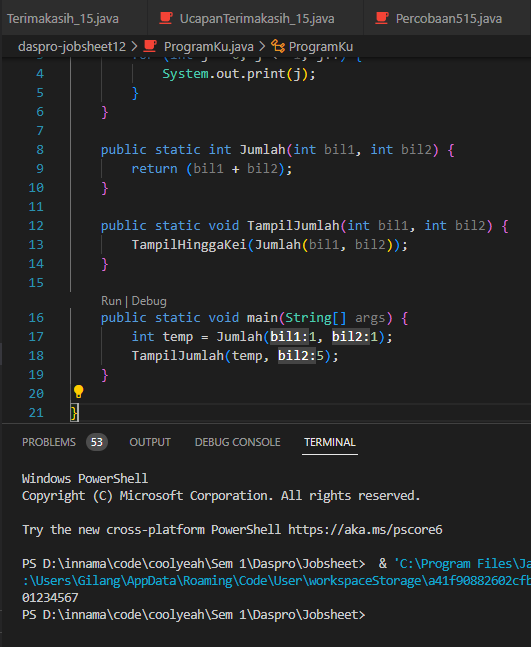 Terimakasih_15.java
UcapanTerimakasih_15.java
Percobaan515.java
daspro-jobsheet12 > ProgramKu.java > ProgramKu
4 System.out.print(j);
5 }
6 }
7
8 public static int Jumlah(int bil1, int bil2) {
9 return (bil1 + bil2);
10 }
11
12 public static void TampilJumlah(int bil1, int bil2) {
13 TampilHinggaKei(Jumlah(bil1, bil2));
14 }
15
Run | Debug
16 public static void main(String[] args) {
17 int temp = Jumlah(bil1:1, bil2:1);
18 TampilJumlah(temp, bil2:5);
19 }
20
21 }
PROBLEMS 53 OUTPUT DEBUG CONSOLE TERMINAL
Windows PowerShell
Copyright (C) Microsoft Corporation. All rights reserved.
Try the new cross-platform PowerShell https://aka.ms/pscore6
PS D:\innama\code\coolyeah\Sem 1\Daspro\Jobsheet> & 'C:\Program Files\Ja
:\Users\Gilang\AppData\Roaming\Code\User\workspaceStorage\a41f90882602cfb
01234567
PS D:\innama\code\coolyeah\Sem 1\Daspro\Jobsheet>